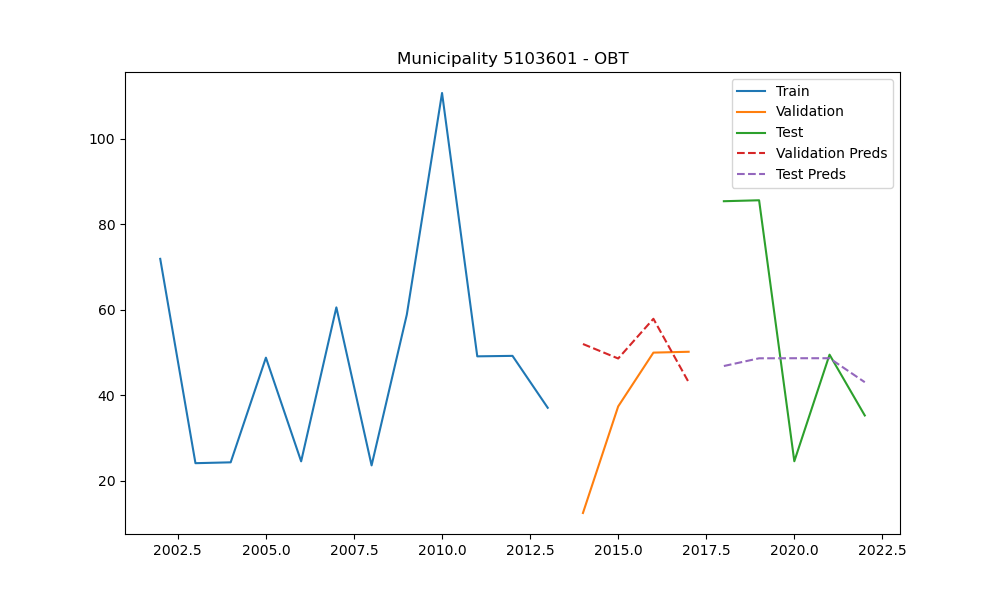 Municipality 5103601 - OBT
Train
Validation
Test
Validation Preds
Test Preds
100
80
60
40
20
2002.5 2005.0 2007.5 2010.0 2012.5 2015.0 2017.5 2020.0 2022.5